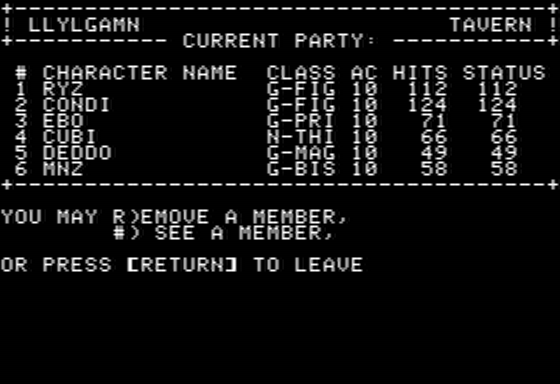 +--------------------------------------+
! LLYLGAMN                      TAVERN !
+----------- CURRENT PARTY: -----------+
 # CHARACTER NAME  CLASS AC HITS STATUS
 1 RYZ             G-FIG 10  112  112
 2 CONDI           G-FIG 10  124  124
 3 EBO             G-PRI 10   71   71
 4 CUBI            N-THI 10   66   66
 5 DEDDO           G-MAG 10   49   49
 6 MNZ             G-BIS 10   58   58
+--------------------------------------+
YOU MAY R)EMOVE A MEMBER,
        #) SEE A MEMBER,
OR PRESS [RETURN] TO LEAVE